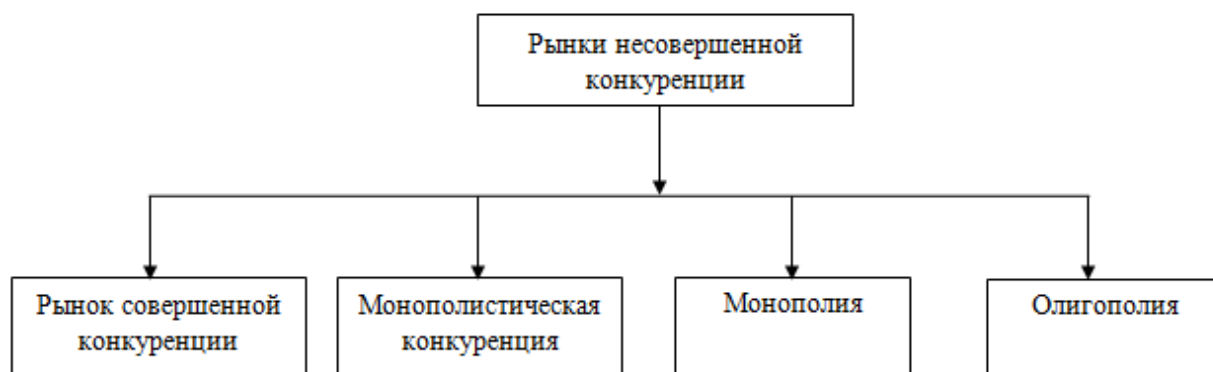 Рынки несовершенной
конкуренции
Рынок совершенной
конкуренции
Монополистическая
конкуренция
Монополия
Олигополия